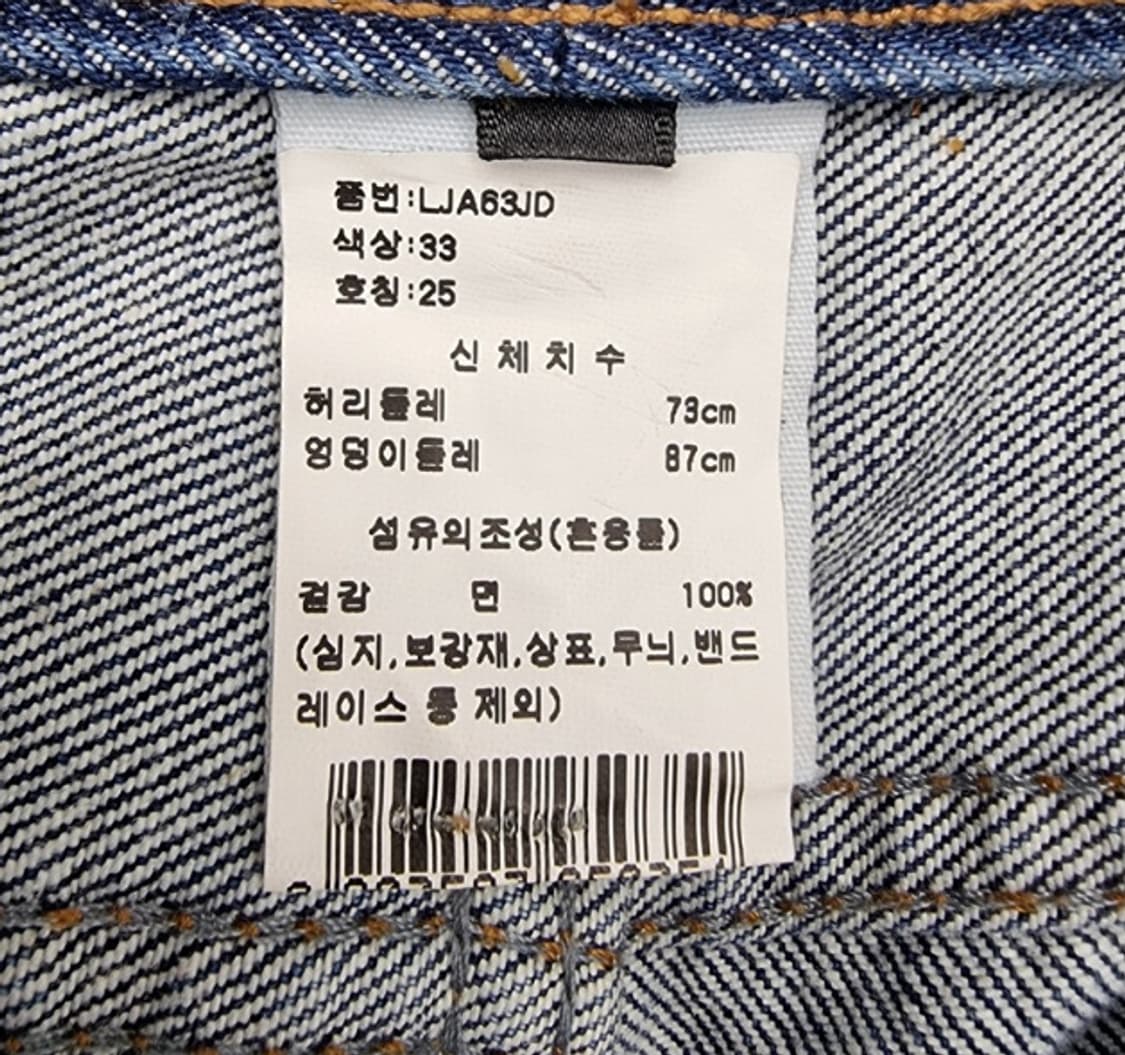 품번:LJA63JD
색상:33
호칭:25
신체치수
허리둘레 73cm
엉덩이둘레 87cm
섬유의조성(혼용률)
겉감 면 100%
(심지,보강재,상표,무늬,밴드
레이스 등 제외)